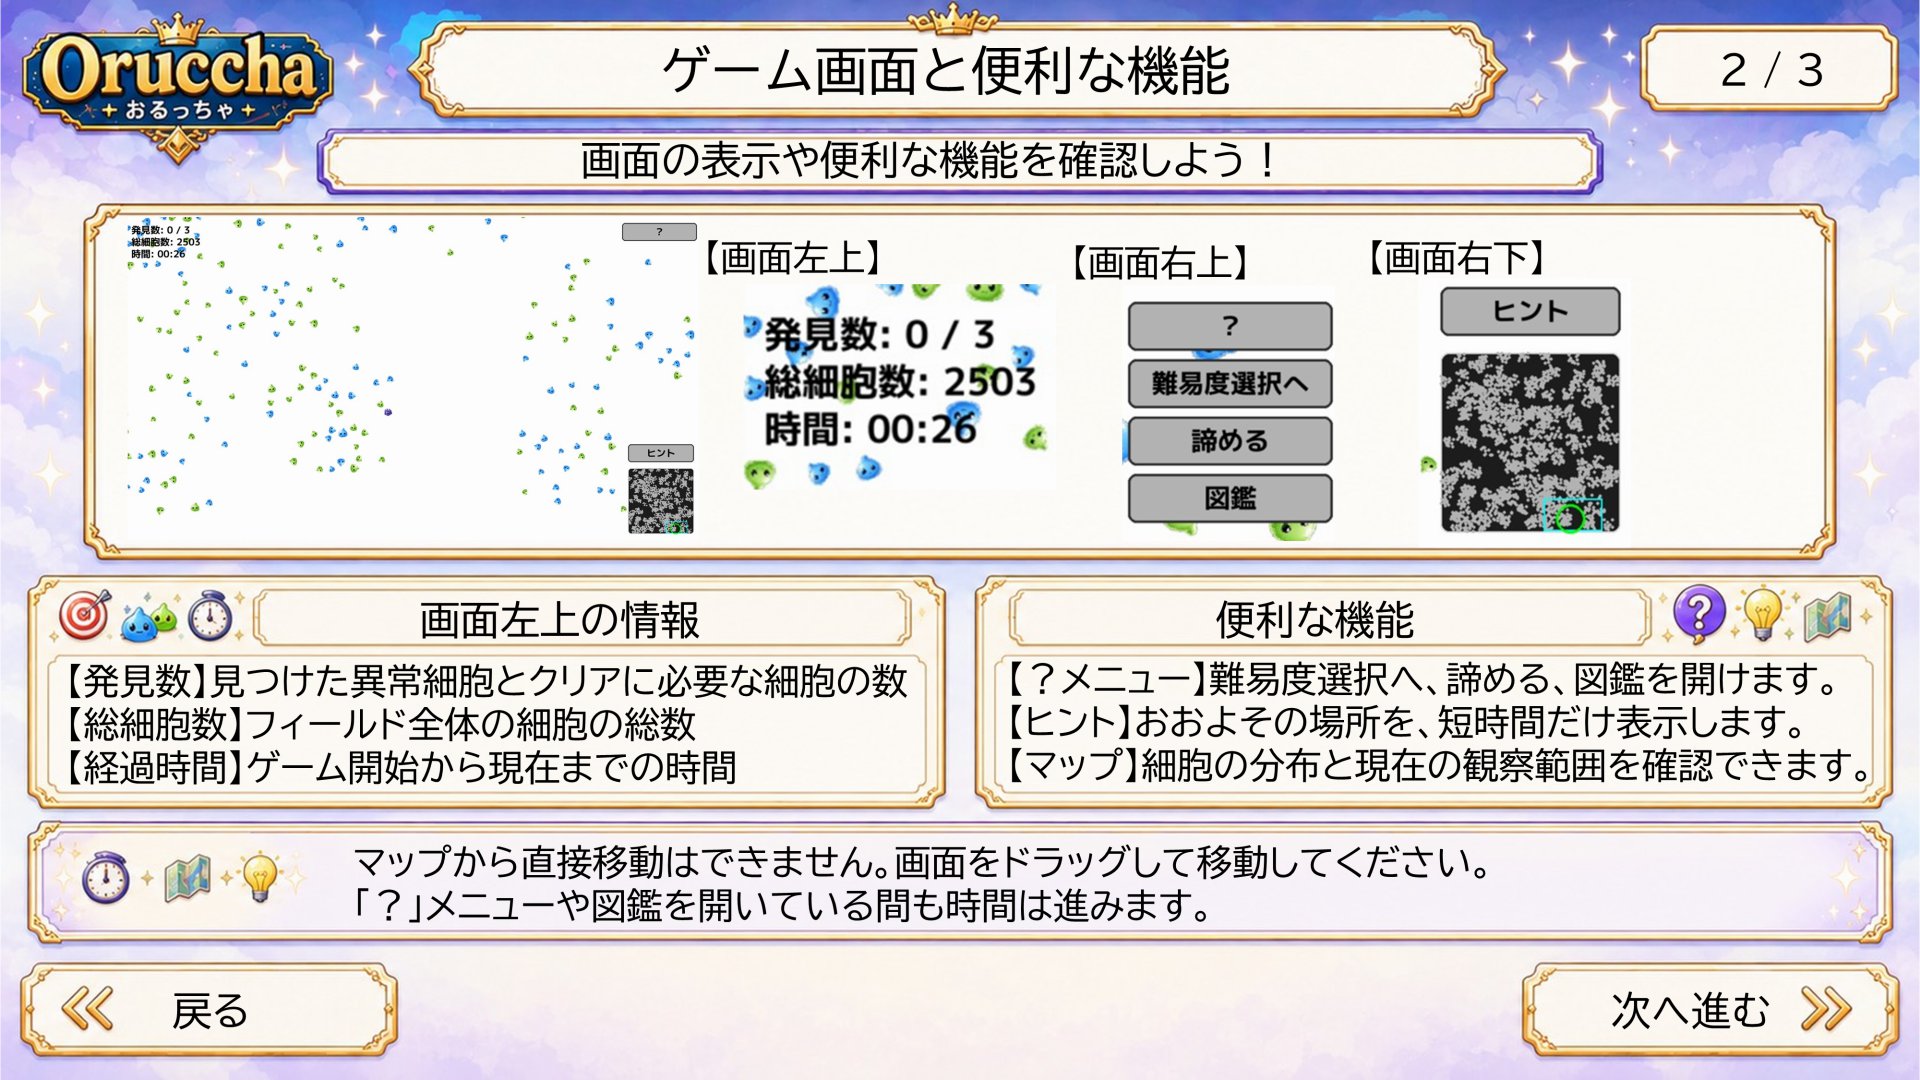 Oruccha
おるっちゃ
ゲーム画面と便利な機能
2 / 3
画面の表示や便利な機能を確認しよう！
発見数: 0 / 3
総細胞数: 2503
時間: 00:26
?
ヒント
【画面左上】
発見数: 0 / 3
総細胞数: 2503
時間: 00:26
【画面右上】
?
難易度選択へ
諦める
図鑑
【画面右下】
ヒント
画面左上の情報
【発見数】見つけた異常細胞とクリアに必要な細胞の数
【総細胞数】フィールド全体の細胞の総数
【経過時間】ゲーム開始から現在までの時間
便利な機能
?
【？メニュー】難易度選択へ、諦める、図鑑を開けます。
【ヒント】おおよその場所を、短時間だけ表示します。
【マップ】細胞の分布と現在の観察範囲を確認できます。
マップから直接移動はできません。画面をドラッグして移動してください。
「？」メニューや図鑑を開いている間も時間は進みます。
戻る
次へ進む